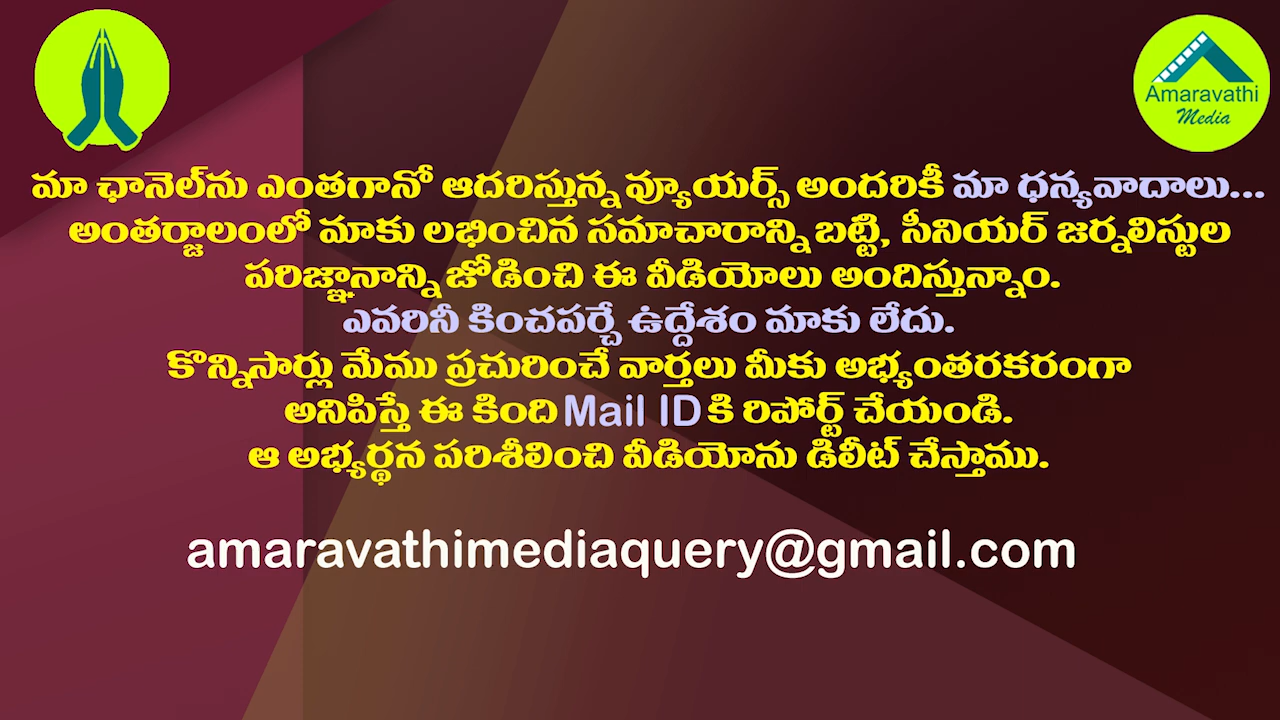 Amaravathi
Media
మా ఛానెల్‌ను ఎంతగానో ఆదరిస్తున్న వ్యూయర్స్ అందరికీ మా ధన్యవాదాలు...
అంతర్జాలంలో మాకు లభించిన సమాచారాన్ని బట్టి, సీనియర్ జర్నలిస్టుల
పరిజ్ఞానాన్ని జోడించి ఈ వీడియోలు అందిస్తున్నాం.
ఎవరినీ కించపర్చే ఉద్దేశం మాకు లేదు.
కొన్నిసార్లు మేము ప్రచురించే వార్తలు మీకు అభ్యంతరకరంగా
అనిపిస్తే ఈ కింది Mail ID కి రిపోర్ట్ చేయండి.
ఆ అభ్యర్థన పరిశీలించి వీడియోను డిలీట్ చేస్తాము.
amaravathimediaquery@gmail.com